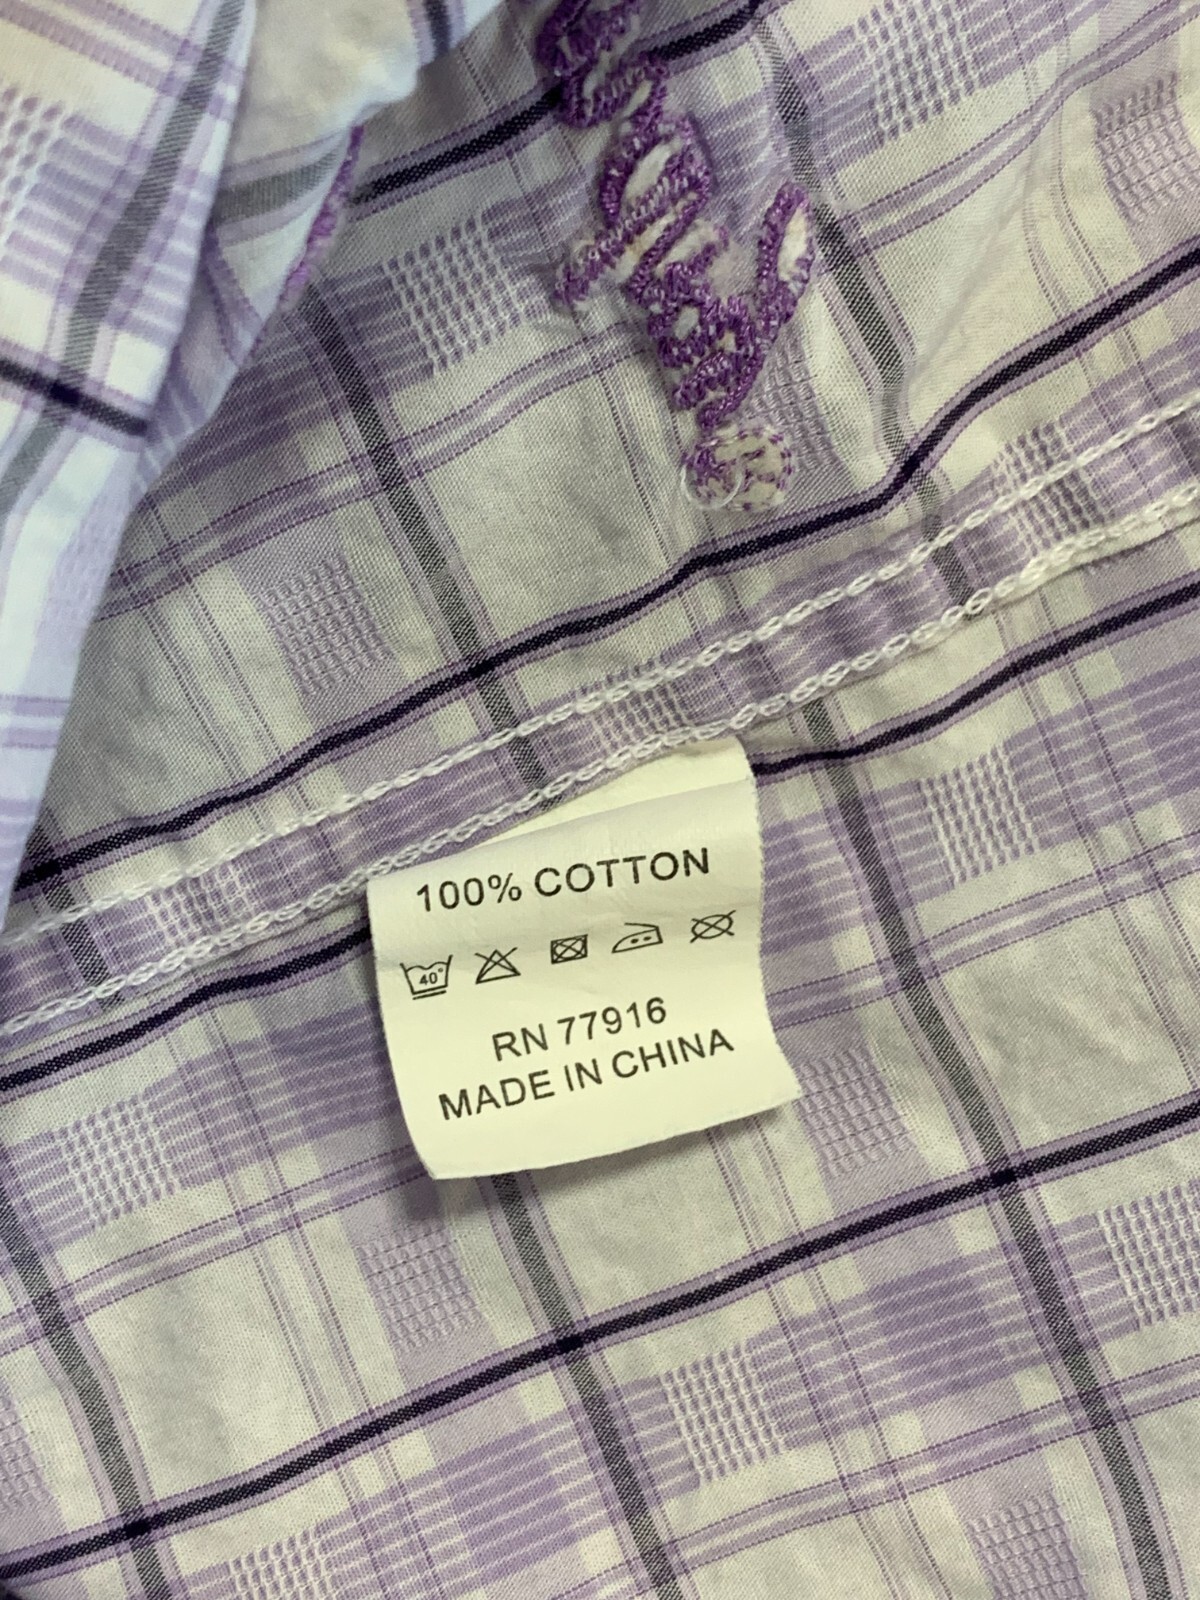 100% COTTON
40°
RN 77916
MADE IN CHINA